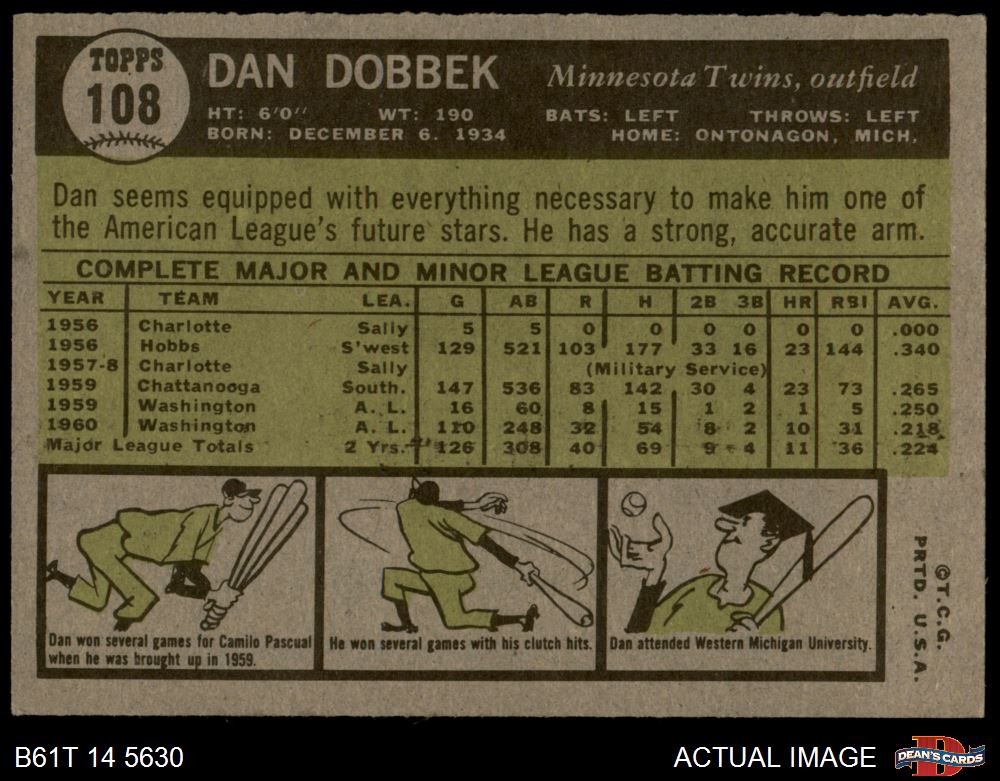 TOPPS
108
DAN DOBBEK Minnesota Twins, outfield
HT: 6'0'' WT: 190 BATS: LEFT THROWS: LEFT
BORN: DECEMBER 6, 1934 HOME: ONTONAGON, MICH.
Dan seems equipped with everything necessary to make him one of
the American League's future stars. He has a strong, accurate arm.
COMPLETE MAJOR AND MINOR LEAGUE BATTING RECORD
YEAR TEAM LEA. G AB R H 2B 3B HR RBI AVG.
1956 Charlotte Sally 5 5 0 0 0 0 0 0 .000
1956 Hobbs S'west 129 521 103 177 33 16 23 144 .340
1957-8 Charlotte Sally (Military Service)
1959 Chattanooga South. 147 536 83 142 30 4 23 73 .265
1959 Washington A. L. 16 60 8 15 1 2 1 5 .250
1960 Washington A. L. 110 248 32 54 8 2 10 31 .218
Major League Totals 2 Yrs. 126 308 40 69 9 4 11 36 .224
Dan won several games for Camilo Pascual
when he was brought up in 1959.
He won several games with his clutch hits.
Dan attended Western Michigan University.
©T.C.G.
PRTD. U.S.A.
B61T 14 5630
ACTUAL IMAGE
D
DEAN'S CARDS